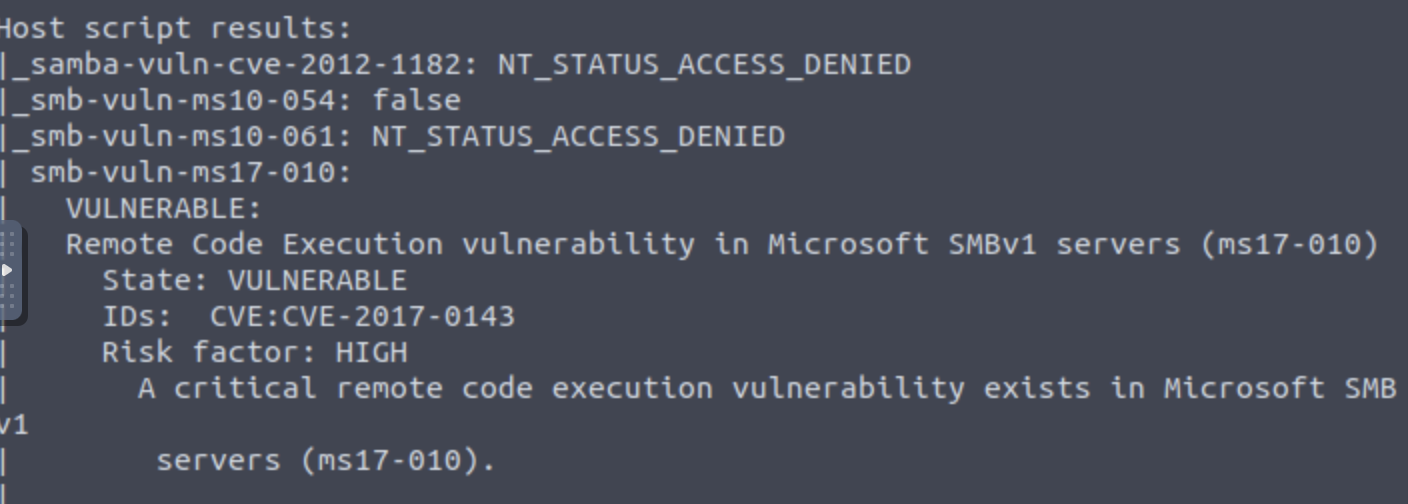 Host script results:
|_samba-vuln-cve-2012-1182: NT_STATUS_ACCESS_DENIED
|_smb-vuln-ms10-054: false
|_smb-vuln-ms10-061: NT_STATUS_ACCESS_DENIED
| smb-vuln-ms17-010:
|   VULNERABLE:
    Remote Code Execution vulnerability in Microsoft SMBv1 servers (ms17-010)
      State: VULNERABLE
|     IDs:  CVE:CVE-2017-0143
|     Risk factor: HIGH
|       A critical remote code execution vulnerability exists in Microsoft SMB
v1
|        servers (ms17-010).
|